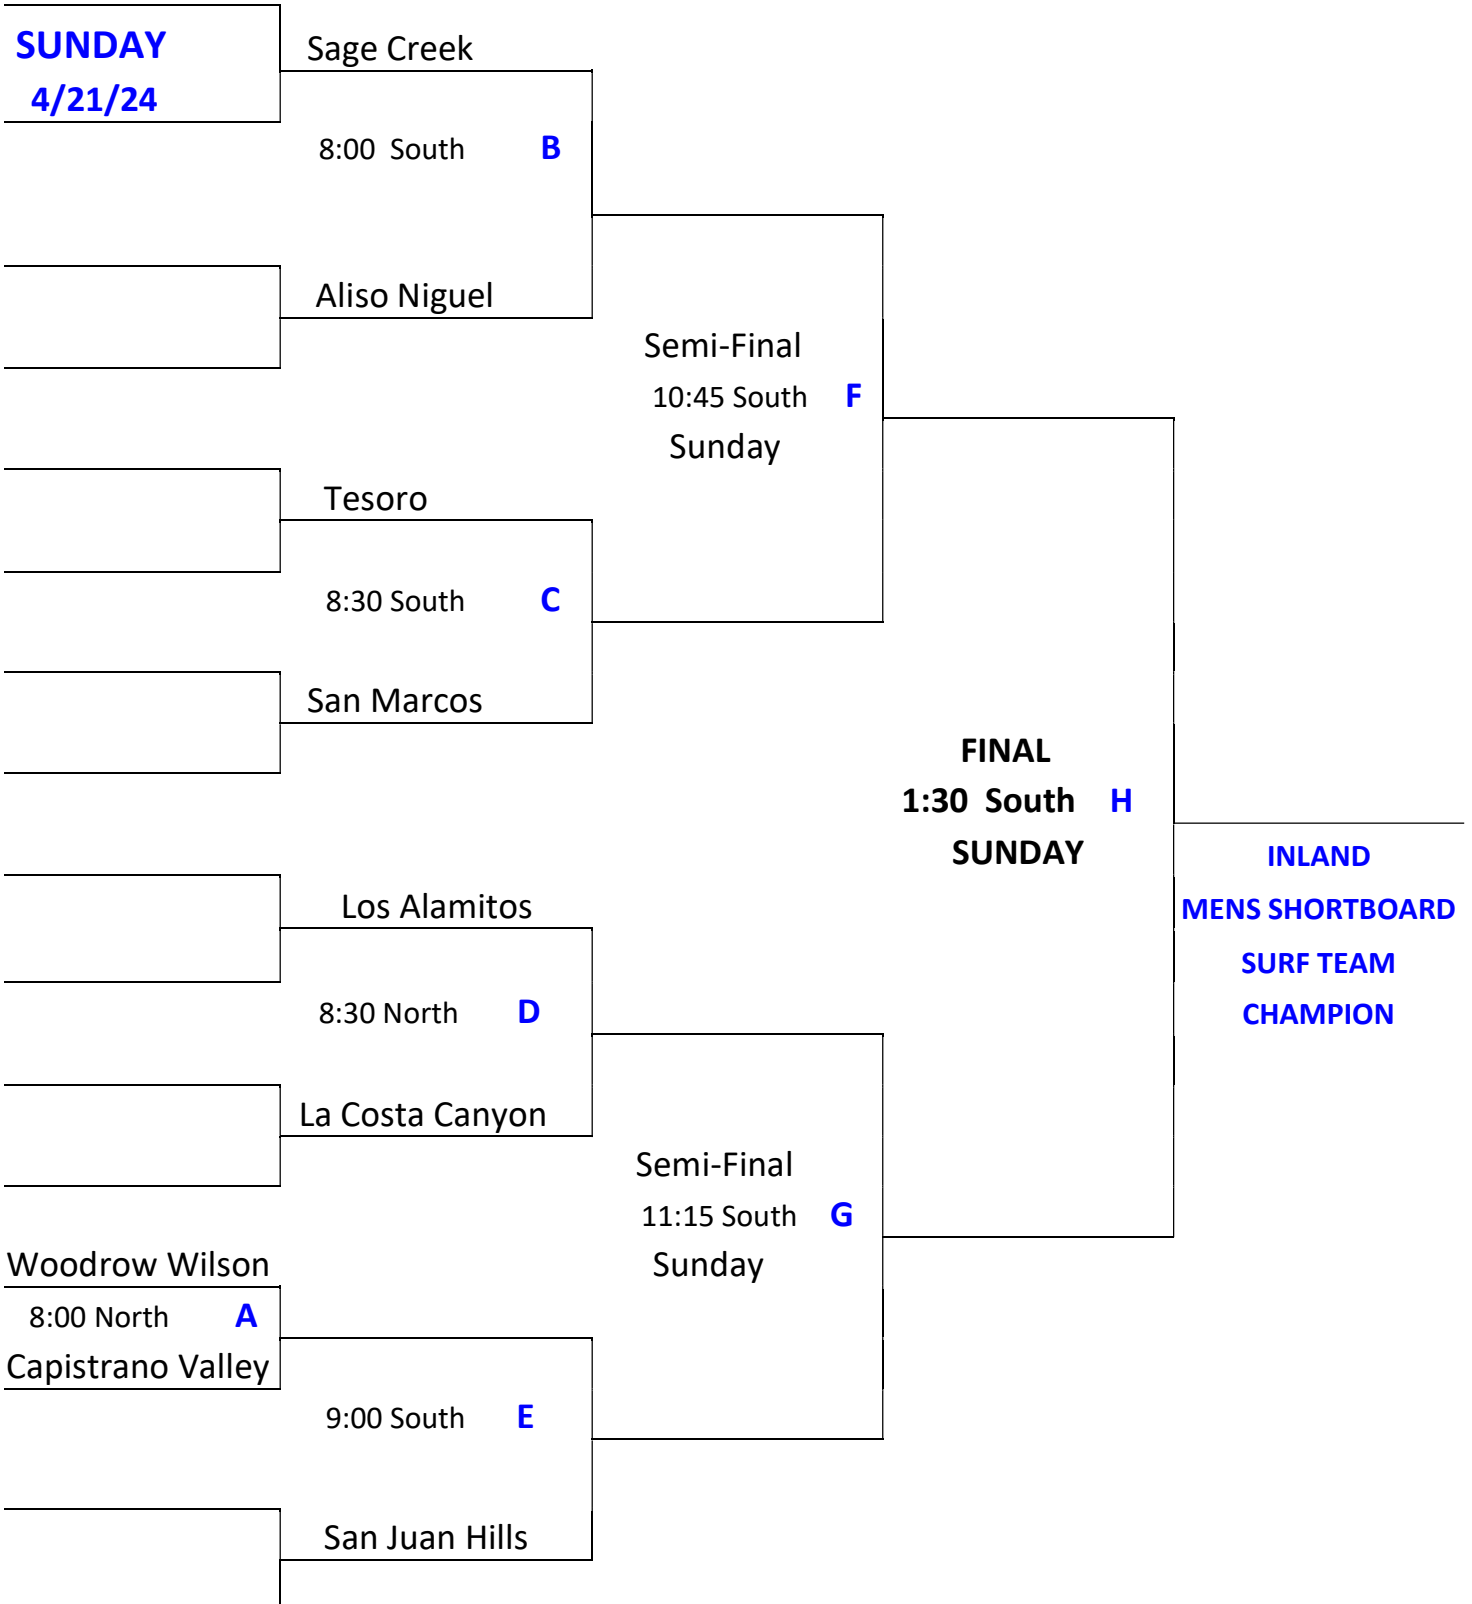 SUNDAY
4/21/24
Sage Creek
8:00 South B
Aliso Niguel
Semi-Final
10:45 South F
Sunday
Tesoro
8:30 South C
San Marcos
FINAL
1:30 South H
SUNDAY
INLAND
MENS SHORTBOARD
SURF TEAM
CHAMPION
Los Alamitos
8:30 North D
La Costa Canyon
Semi-Final
11:15 South G
Sunday
Woodrow Wilson
8:00 North A
Capistrano Valley
9:00 South E
San Juan Hills